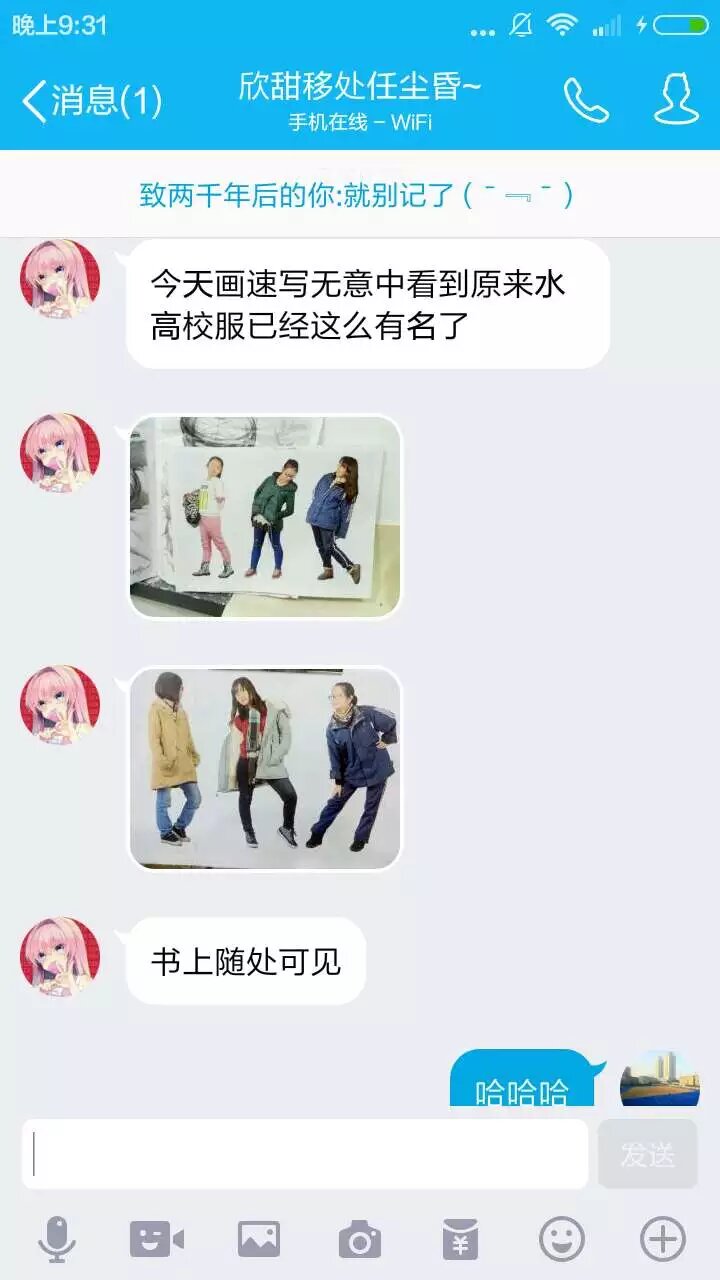 晚上9:31
消息(1)
欣甜移处任尘昏~
手机在线 – WiFi
致两千年后的你:就别记了 ( ˉ ﹃ ˉ )
今天画速写无意中看到原来水
高校服已经这么有名了
书上随处可见
哈哈哈
发送